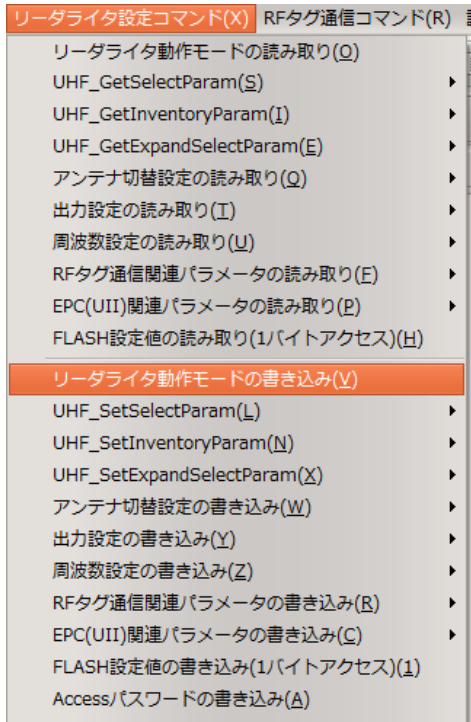 リーダライタ設定コマンド(X) RFタグ通信コマンド(R)
リーダライタ動作モードの読み取り(O)
UHF_GetSelectParam(S)
UHF_GetInventoryParam(I)
UHF_GetExpandSelectParam(E)
アンテナ切替設定の読み取り(Q)
出力設定の読み取り(T)
周波数設定の読み取り(U)
RFタグ通信関連パラメータの読み取り(F)
EPC(UII)関連パラメータの読み取り(P)
FLASH設定値の読み取り(1バイトアクセス)(H)
リーダライタ動作モードの書き込み(V)
UHF_SetSelectParam(L)
UHF_SetInventoryParam(N)
UHF_SetExpandSelectParam(X)
アンテナ切替設定の書き込み(W)
出力設定の書き込み(Y)
周波数設定の書き込み(Z)
RFタグ通信関連パラメータの書き込み(R)
EPC(UII)関連パラメータの書き込み(C)
FLASH設定値の書き込み(1バイトアクセス)(1)
Accessパスワードの書き込み(A)